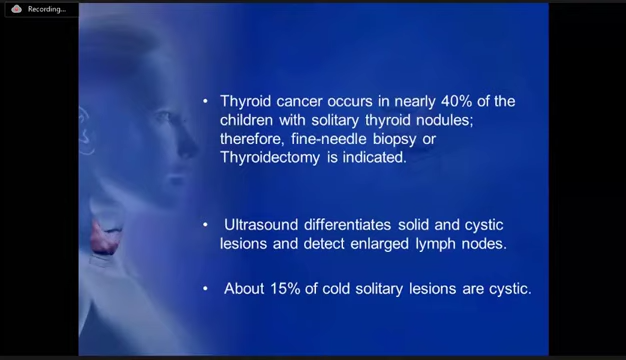 Recording...
• Thyroid cancer occurs in nearly 40% of the
children with solitary thyroid nodules;
therefore, fine-needle biopsy or
Thyroidectomy is indicated.
• Ultrasound differentiates solid and cystic
lesions and detect enlarged lymph nodes.
• About 15% of cold solitary lesions are cystic.